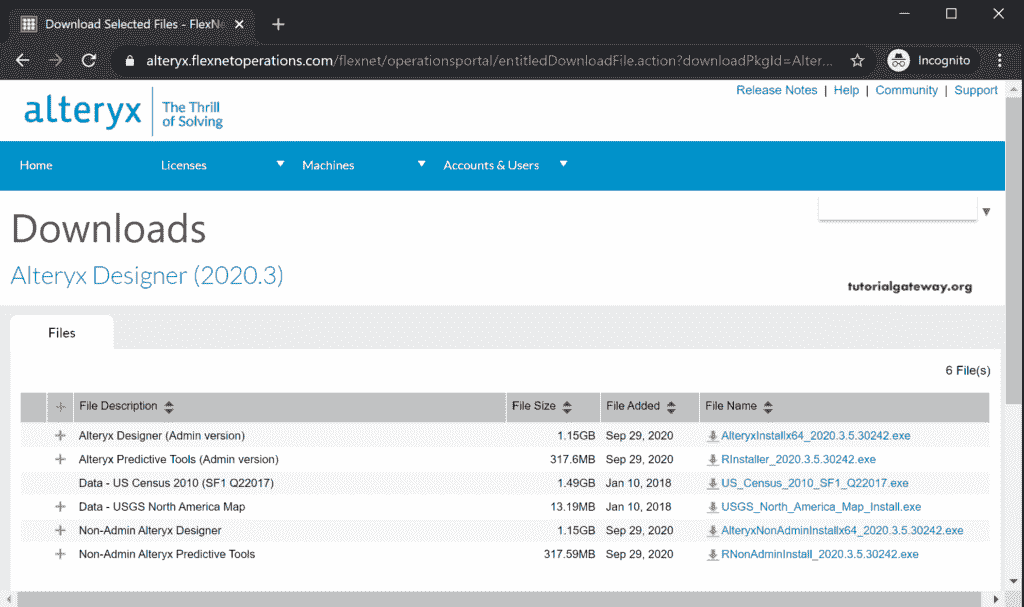 Download Selected Files - FlexNe
alteryx.flexnetoperations.com/flexnet/operationsportal/entitledDownloadFile.action?downloadPkgId=Alter... Incognito
Release Notes | Help | Community | Support
alteryx The Thrill
of Solving
Home Licenses Machines Accounts & Users
Downloads
Alteryx Designer (2020.3)
tutorialgateway.org
Files
6 File(s)
File Description File Size File Added File Name
Alteryx Designer (Admin version) 1.15GB Sep 29, 2020 AlteryxInstallx64_2020.3.5.30242.exe
Alteryx Predictive Tools (Admin version) 317.6MB Sep 29, 2020 RInstaller_2020.3.5.30242.exe
Data - US Census 2010 (SF1 Q22017) 1.49GB Jan 10, 2018 US_Census_2010_SF1_Q22017.exe
Data - USGS North America Map 13.19MB Jan 10, 2018 USGS_North_America_Map_Install.exe
Non-Admin Alteryx Designer 1.15GB Sep 29, 2020 AlteryxNonAdminInstallx64_2020.3.5.30242.exe
Non-Admin Alteryx Predictive Tools 317.59MB Sep 29, 2020 RNonAdminInstall_2020.3.5.30242.exe